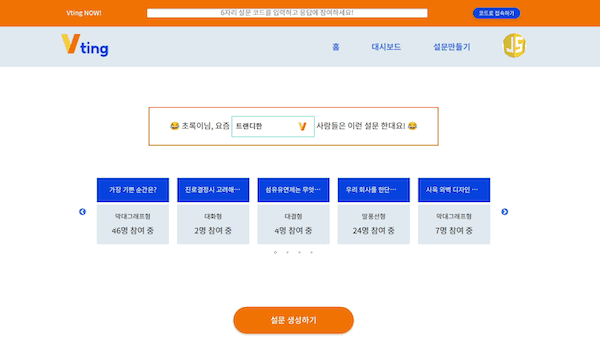 Vting NOW!
6자리 설문 코드를 입력하고 응답에 참여하세요!
코드로 접속하기
Vting
홈
대시보드
설문만들기
JS
😂 초록이님, 요즘 트랜디한 V 사람들은 이런 설문 한대요! 😂
가장 기쁜 순간은?
막대그래프형
46명 참여 중
진로결정시 고려해⋯
대화형
2명 참여 중
섬유유연제는 무엇⋯
대결형
4명 참여 중
우리 회사를 한단⋯
말풍선형
24명 참여 중
사옥 외벽 디자인 ⋯
막대그래프형
7명 참여 중
설문 생성하기